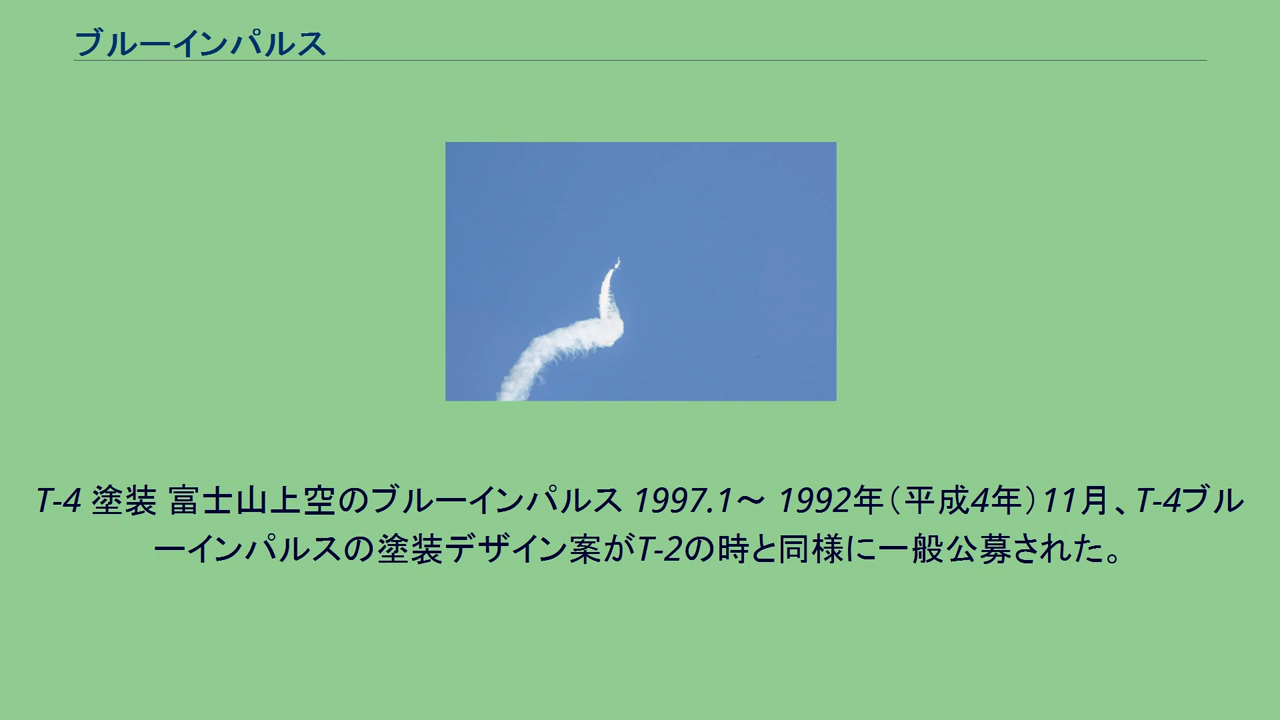 ブルーインパルス
T-4 塗装 富士山上空のブルーインパルス 1997.1〜 1992年（平成4年）11月、T-4ブル
ーインパルスの塗装デザイン案がT-2の時と同様に一般公募された。